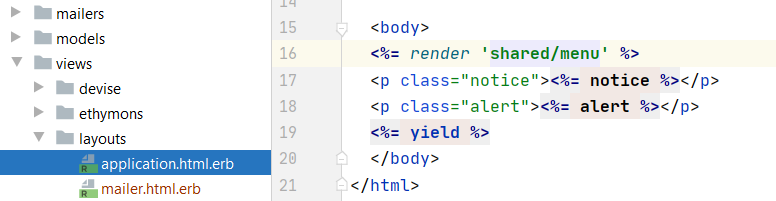 mailers
models
views
devise
ethymons
layouts
application.html.erb
mailer.html.erb
14
15 <body>
16 <%= render 'shared/menu' %>
17 <p class="notice"><%= notice %></p>
18 <p class="alert"><%= alert %></p>
19 <%= yield %>
20 </body>
21 </html>